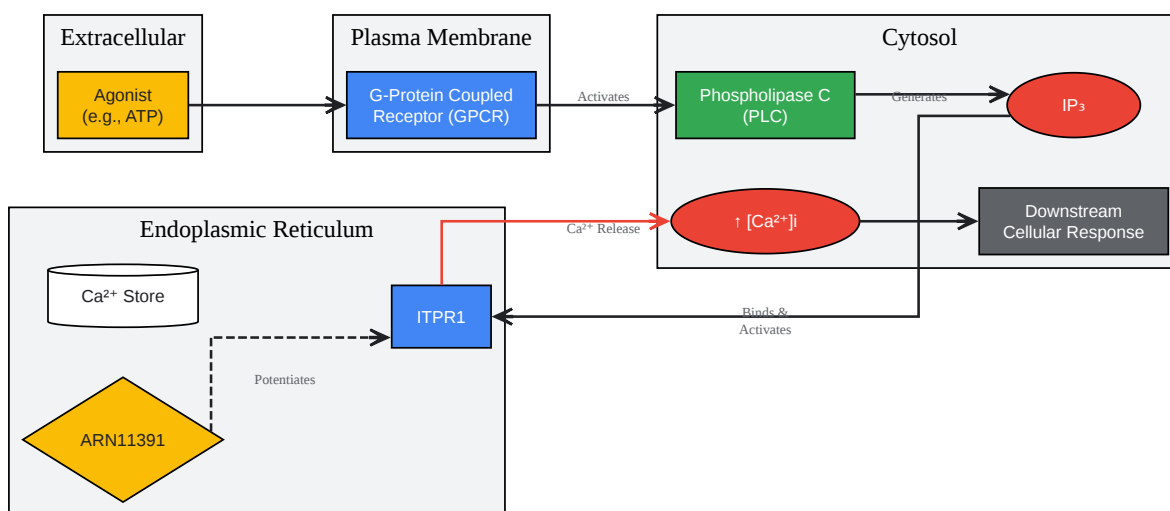 Extracellular
Plasma Membrane
Cytosol
Agonist
(e.g., ATP)
G-Protein Coupled
Receptor (GPCR)
Activates
Phospholipase C
(PLC)
Generates
IP₃
Endoplasmic Reticulum
Ca²⁺ Release
↑ [Ca²⁺]i
Downstream
Cellular Response
Ca²⁺ Store
ITPR1
Binds &
Activates
Potentiates
ARN11391